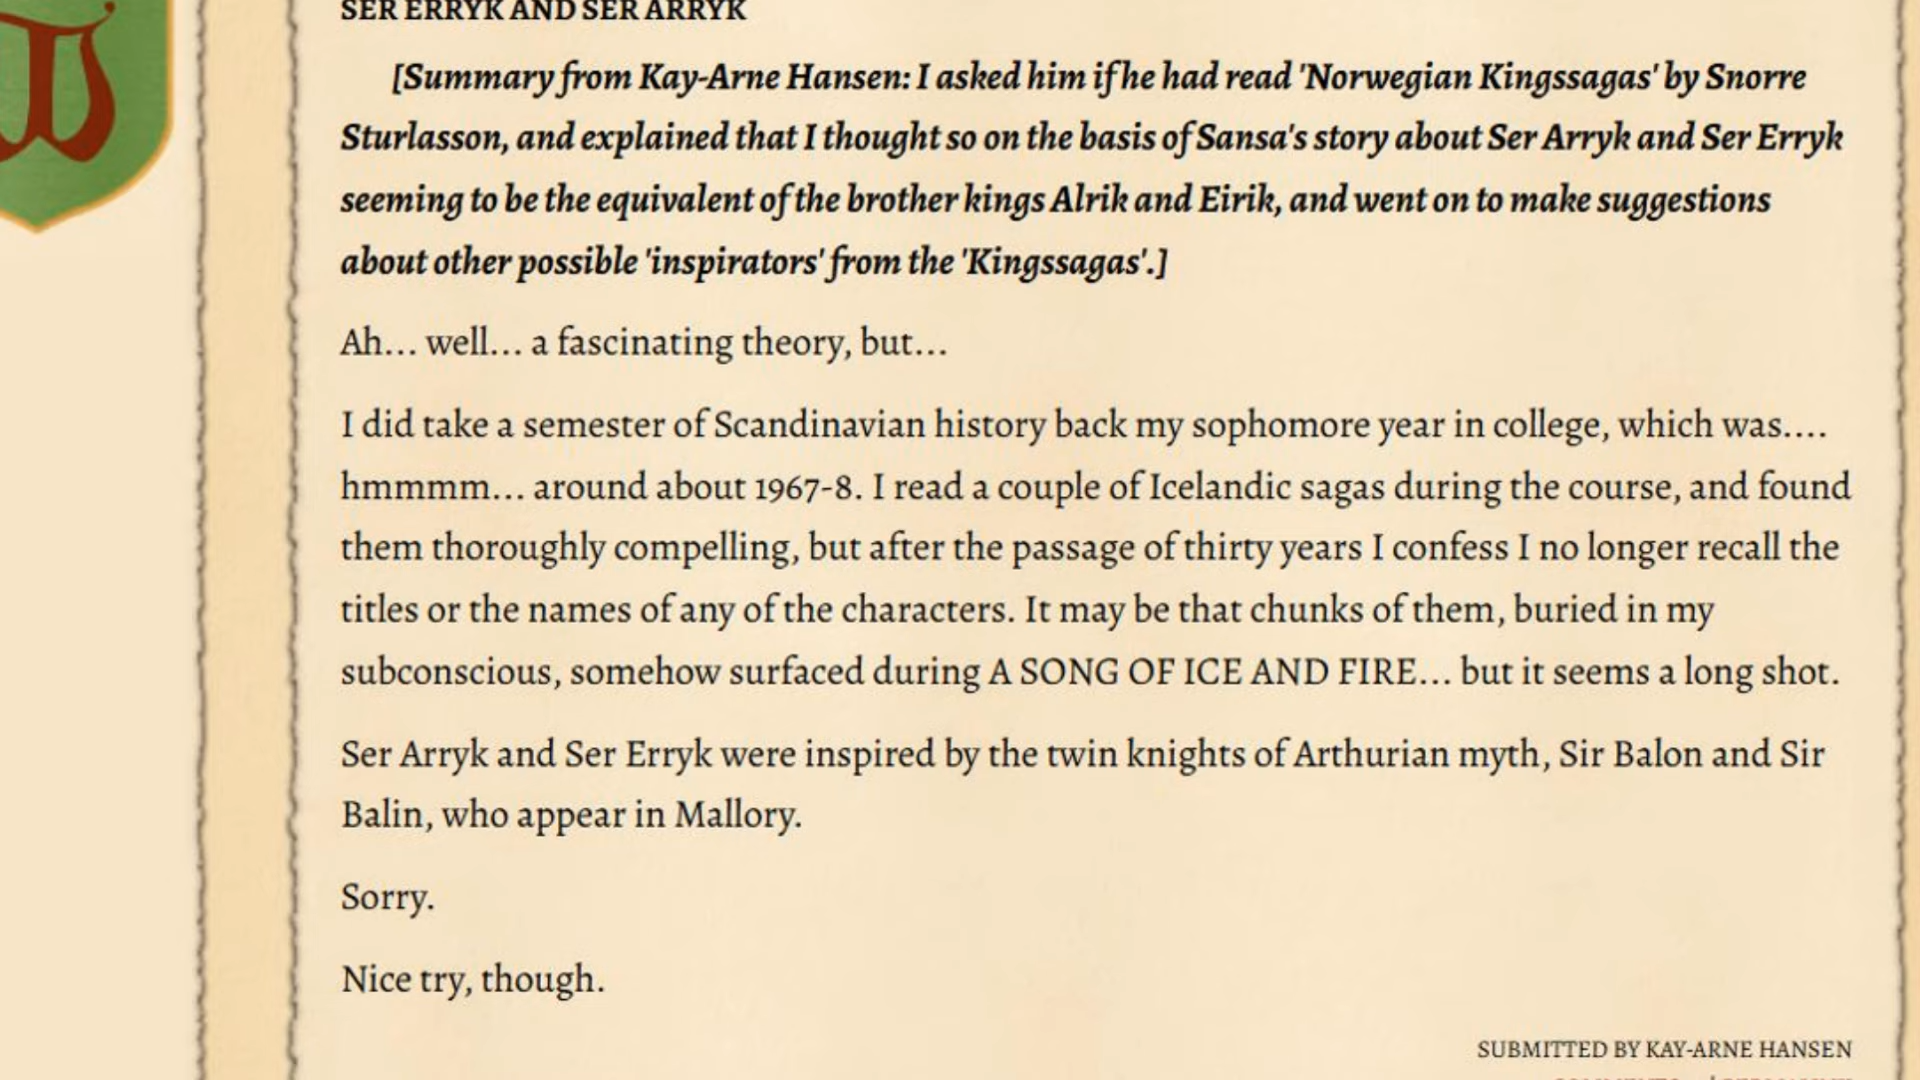 SER ERRYK AND SER ARRYK
[Summary from Kay-Arne Hansen: I asked him if he had read 'Norwegian Kingssagas' by Snorre
Sturlasson, and explained that I thought so on the basis of Sansa's story about Ser Arryk and Ser Erryk
seeming to be the equivalent of the brother kings Alrik and Eirik, and went on to make suggestions
about other possible 'inspirators' from the 'Kingssagas'.]
Ah... well... a fascinating theory, but...
I did take a semester of Scandinavian history back my sophomore year in college, which was....
hmmmm... around about 1967-8. I read a couple of Icelandic sagas during the course, and found
them thoroughly compelling, but after the passage of thirty years I confess I no longer recall the
titles or the names of any of the characters. It may be that chunks of them, buried in my
subconscious, somehow surfaced during A SONG OF ICE AND FIRE... but it seems a long shot.
Ser Arryk and Ser Erryk were inspired by the twin knights of Arthurian myth, Sir Balon and Sir
Balin, who appear in Mallory.
Sorry.
Nice try, though.
SUBMITTED BY KAY-ARNE HANSEN